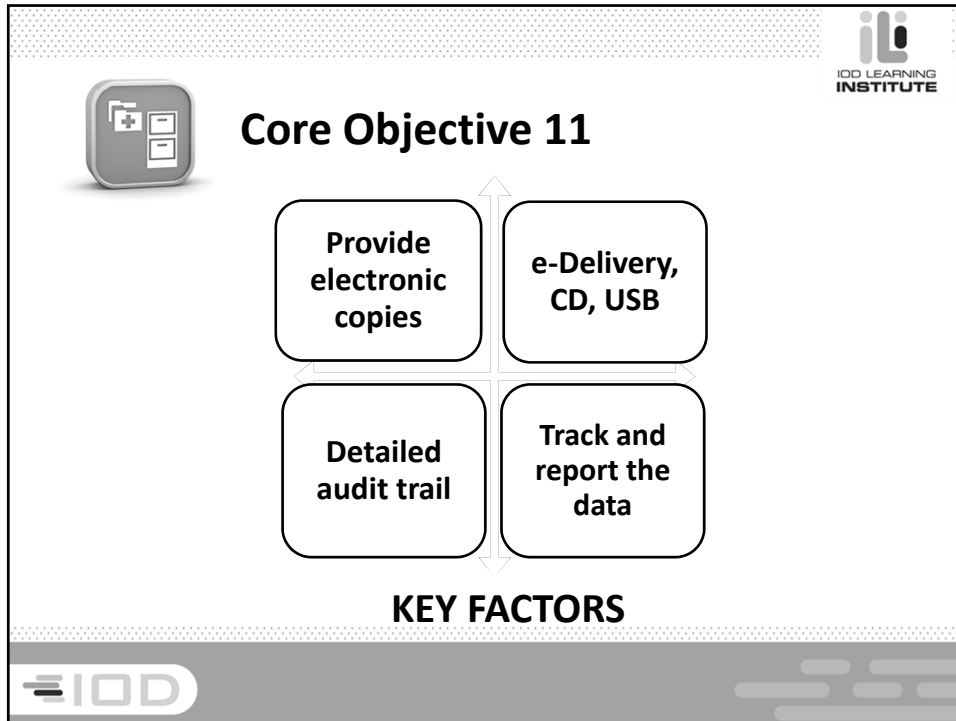 IOD LEARNING
INSTITUTE
Core Objective 11
Provide
electronic
copies
e-Delivery,
CD, USB
Detailed
audit trail
Track and
report the
data
KEY FACTORS
IOD